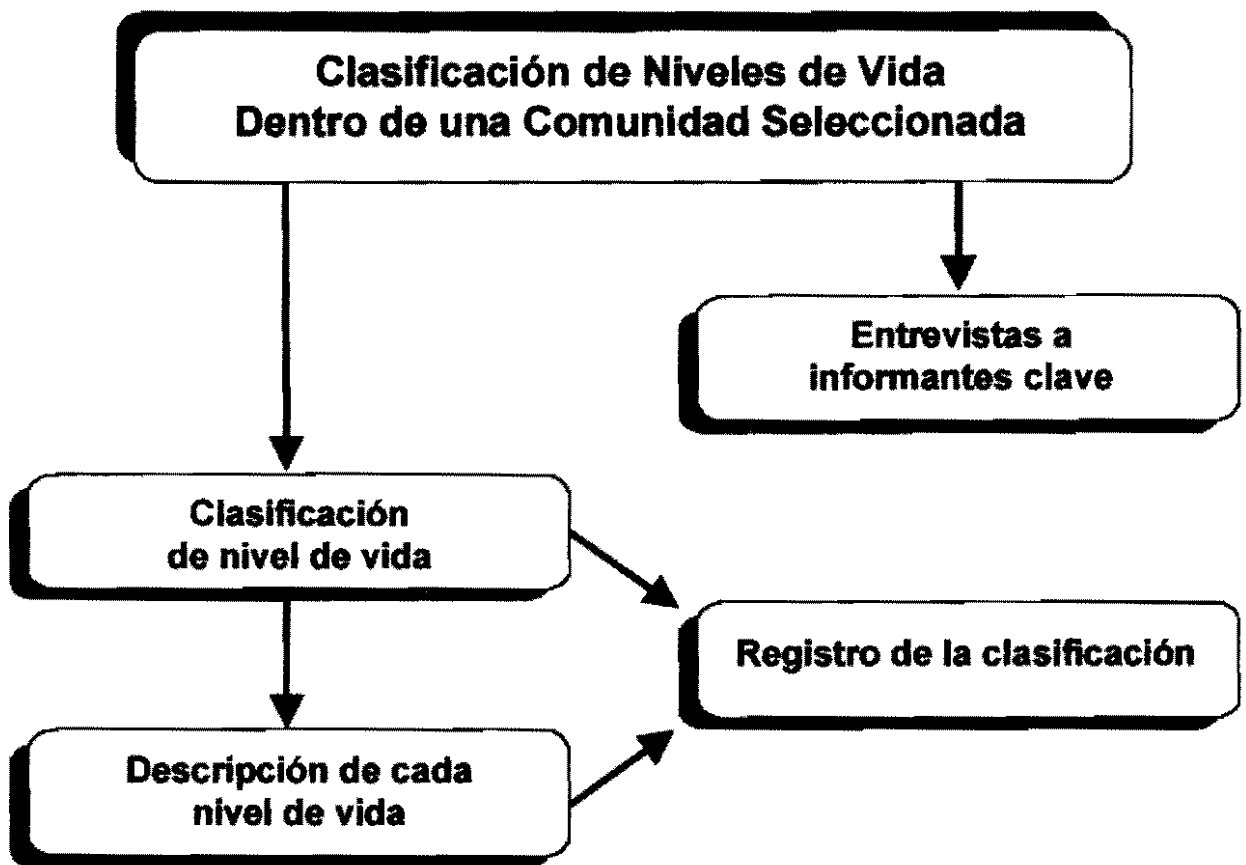 Clasificación de Niveles de Vida
Dentro de una Comunidad Seleccionada
Entrevistas a
informantes clave
Clasificación
de nivel de vida
Registro de la clasificación
Descripción de cada
nivel de vida